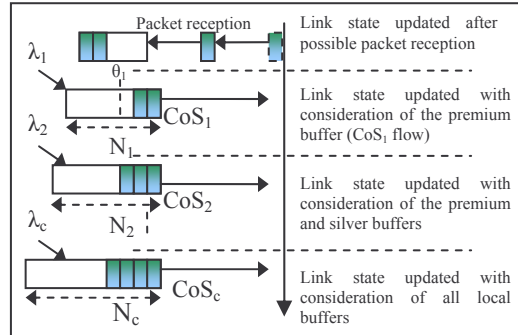 Packet reception
Link state updated after
possible packet reception
λ1
θ1
CoS1
N1
Link state updated with
consideration of the premium
buffer (CoS1 flow)
λ2
CoS2
N2
Link state updated with
consideration of the premium
and silver buffers
λc
CoSc
Nc
Link state updated with
consideration of all local
buffers